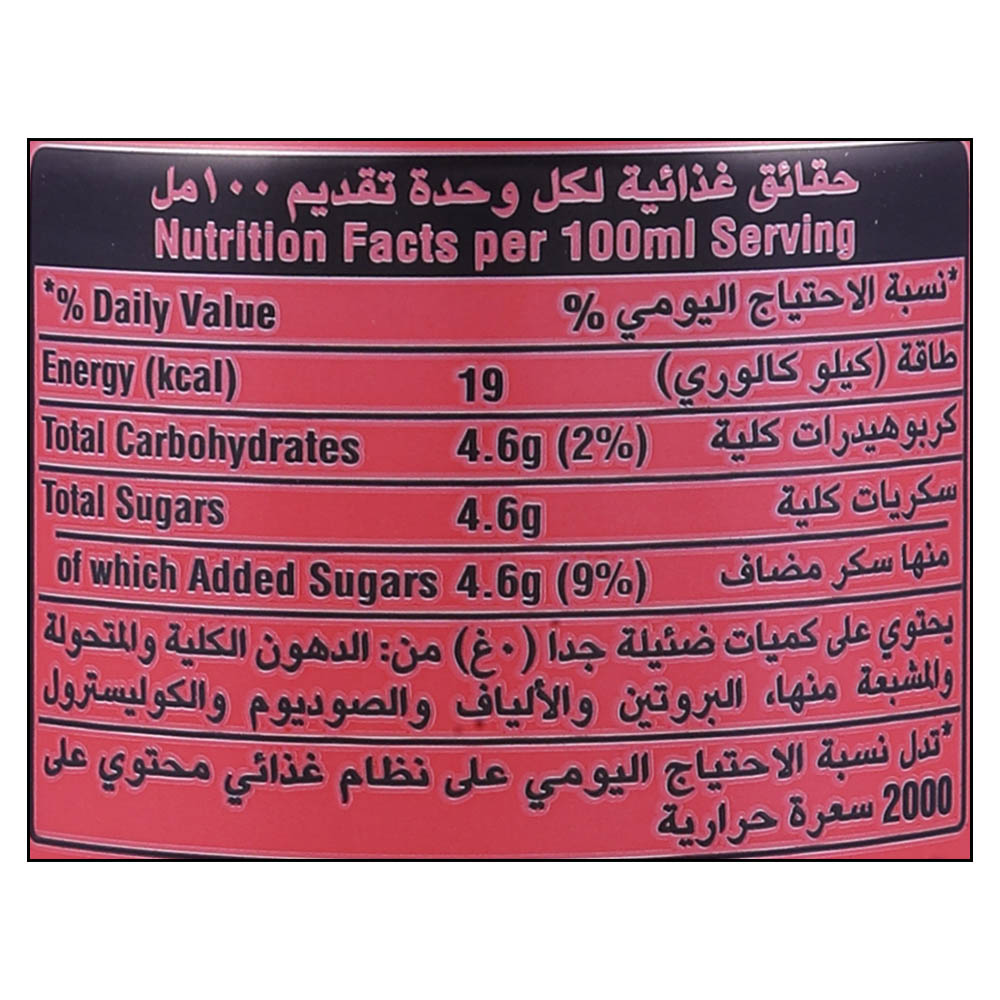 حقائق غذائية لكل وحدة تقديم ١٠٠مل
Nutrition Facts per 100ml Serving
*% Daily Value % نسبة الاحتياج اليومي*
Energy (kcal) 19 طاقة (كيلو كالوري)
Total Carbohydrates 4.6g (2%) كربوهيدرات كلية
Total Sugars 4.6g سكريات كلية
of which Added Sugars 4.6g (9%) منها سكر مضاف
يحتوي على كميات ضئيلة جدا (٠غ) من: الدهون الكلية والمتحولة
والمشبعة منها، البروتين والألياف والصوديوم والكوليسترول
*تدل نسبة الاحتياج اليومي على نظام غذائي محتوي على
2000 سعرة حرارية